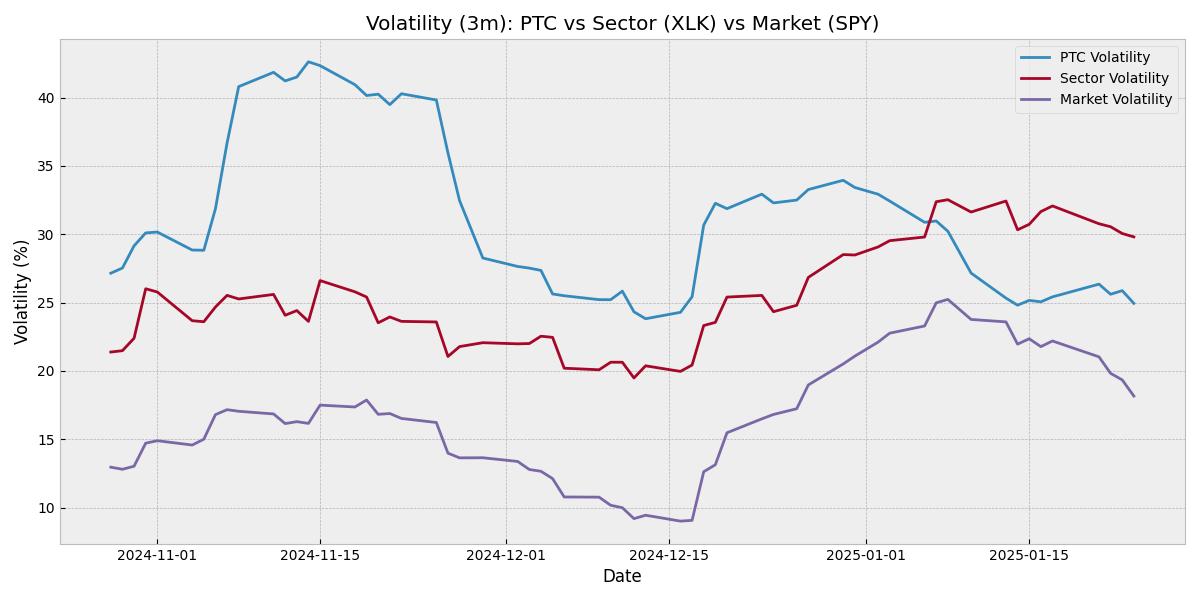 Volatility (3m): PTC vs Sector (XLK) vs Market (SPY)
PTC Volatility
Sector Volatility
Market Volatility
Volatility (%)
40
35
30
25
20
15
10
2024-11-01
2024-11-15
2024-12-01
2024-12-15
2025-01-01
2025-01-15
Date